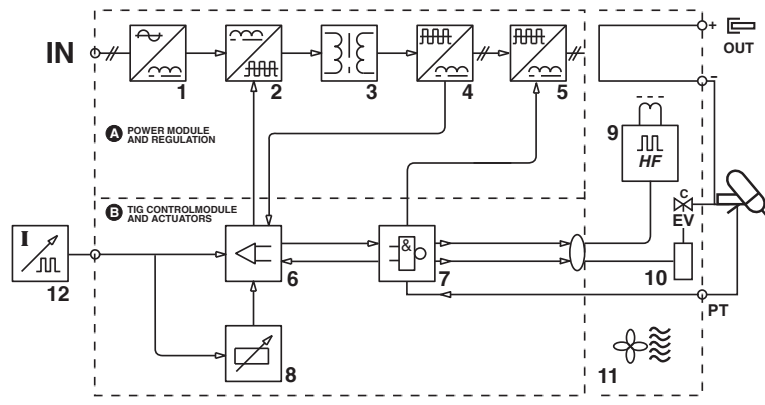 IN
+
OUT
-
1
2
3
4
5
A POWER MODULE
AND REGULATION
9
HF
B TIG CONTROLMODULE
AND ACTUATORS
C
EV
I
12
6
&
7
10
PT
8
11